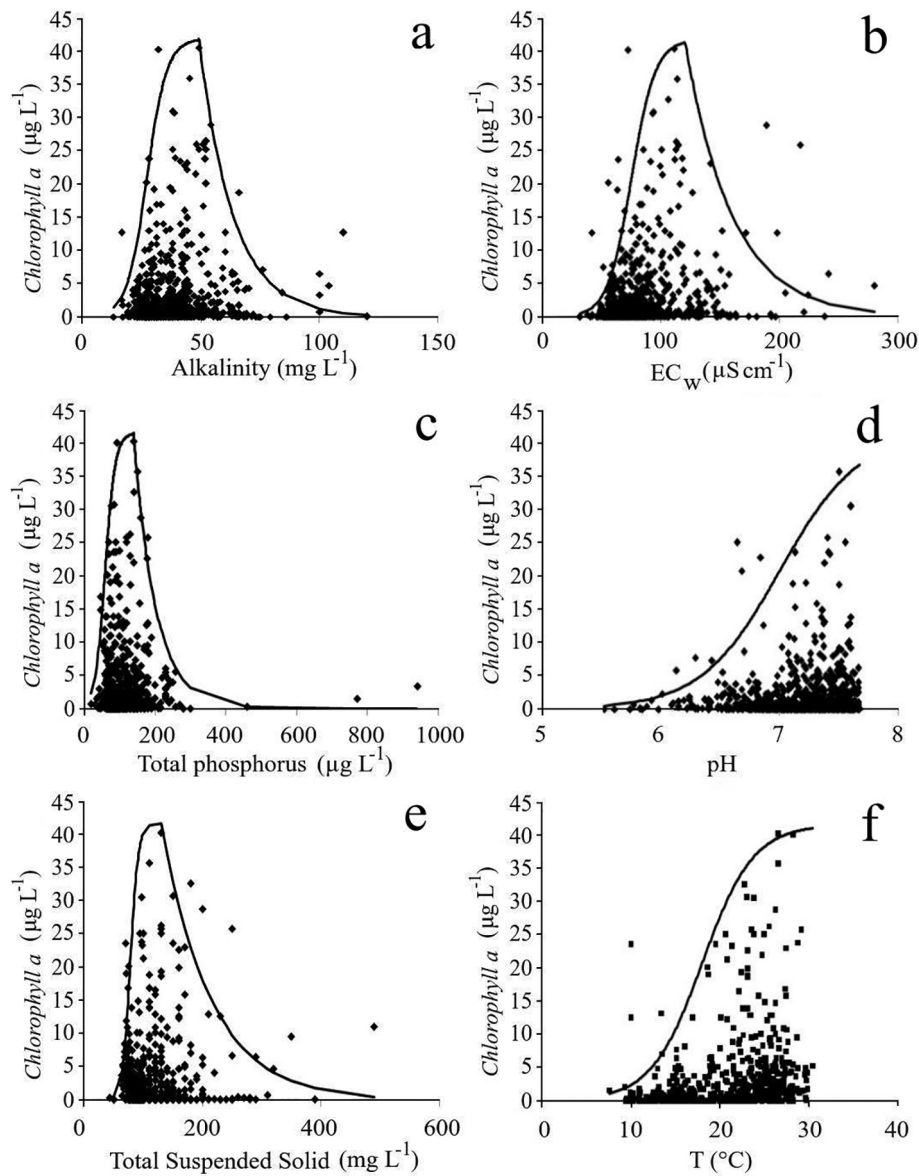 a
45
40
35
30
25
20
15
10
5
0
Chlorophyll a (µg L⁻¹)
0 50 100 150
Alkalinity (mg L⁻¹)
b
45
40
35
30
25
20
15
10
5
0
Chlorophyll a (µg L⁻¹)
0 100 200 300
ECw (µS cm⁻¹)
c
45
40
35
30
25
20
15
10
5
0
Chlorophyll a (µg L⁻¹)
0 200 400 600 800 1000
Total phosphorus (µg L⁻¹)
d
45
40
35
30
25
20
15
10
5
0
Chlorophyll a (µg L⁻¹)
5 6 7 8
pH
e
45
40
35
30
25
20
15
10
5
0
Chlorophyll a (µg L⁻¹)
0 200 400 600
Total Suspended Solid (mg L⁻¹)
f
45
40
35
30
25
20
15
10
5
0
Chlorophyll a (µg L⁻¹)
0 10 20 30 40
T (°C)